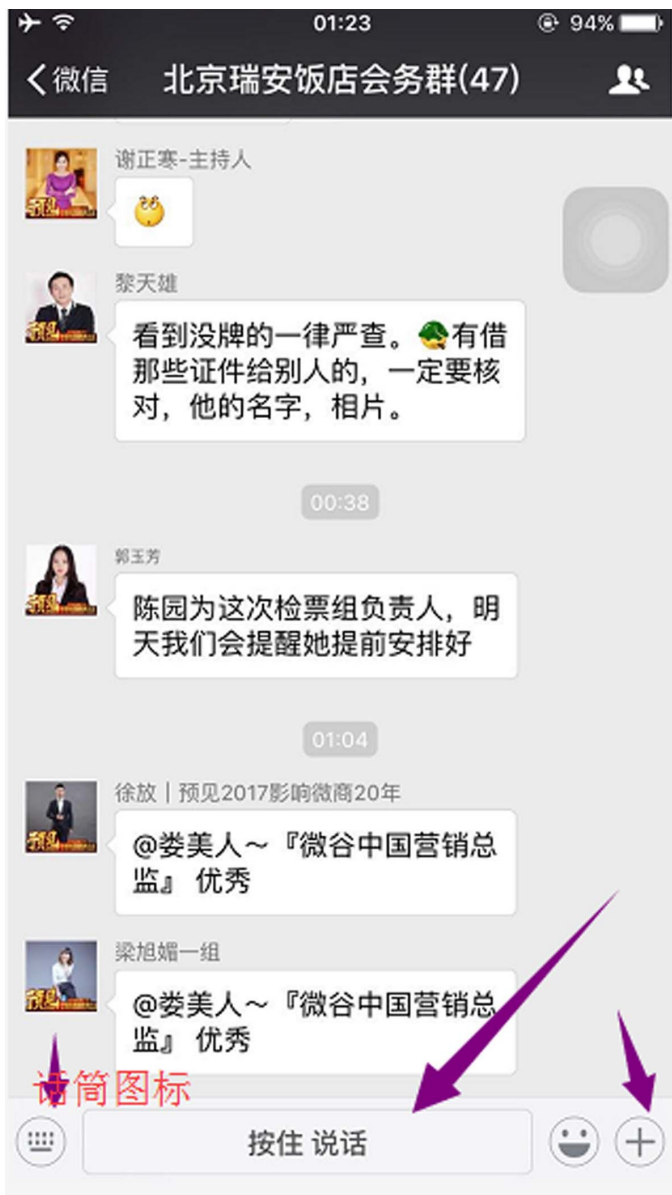 01:23
94%
微信
北京瑞安饭店会务群(47)
谢正寒-主持人
黎天雄
看到没牌的一律严查。有借
那些证件给别人的，一定要核
对，他的名字，相片。
00:38
郭玉芳
陈园为这次检票组负责人，明
天我们会提醒她提前安排好
01:04
徐放｜预见2017影响微商20年
@娄美人～『微谷中国营销总
监』 优秀
梁旭媚一组
@娄美人～『微谷中国营销总
监』 优秀
话筒图标
按住 说话